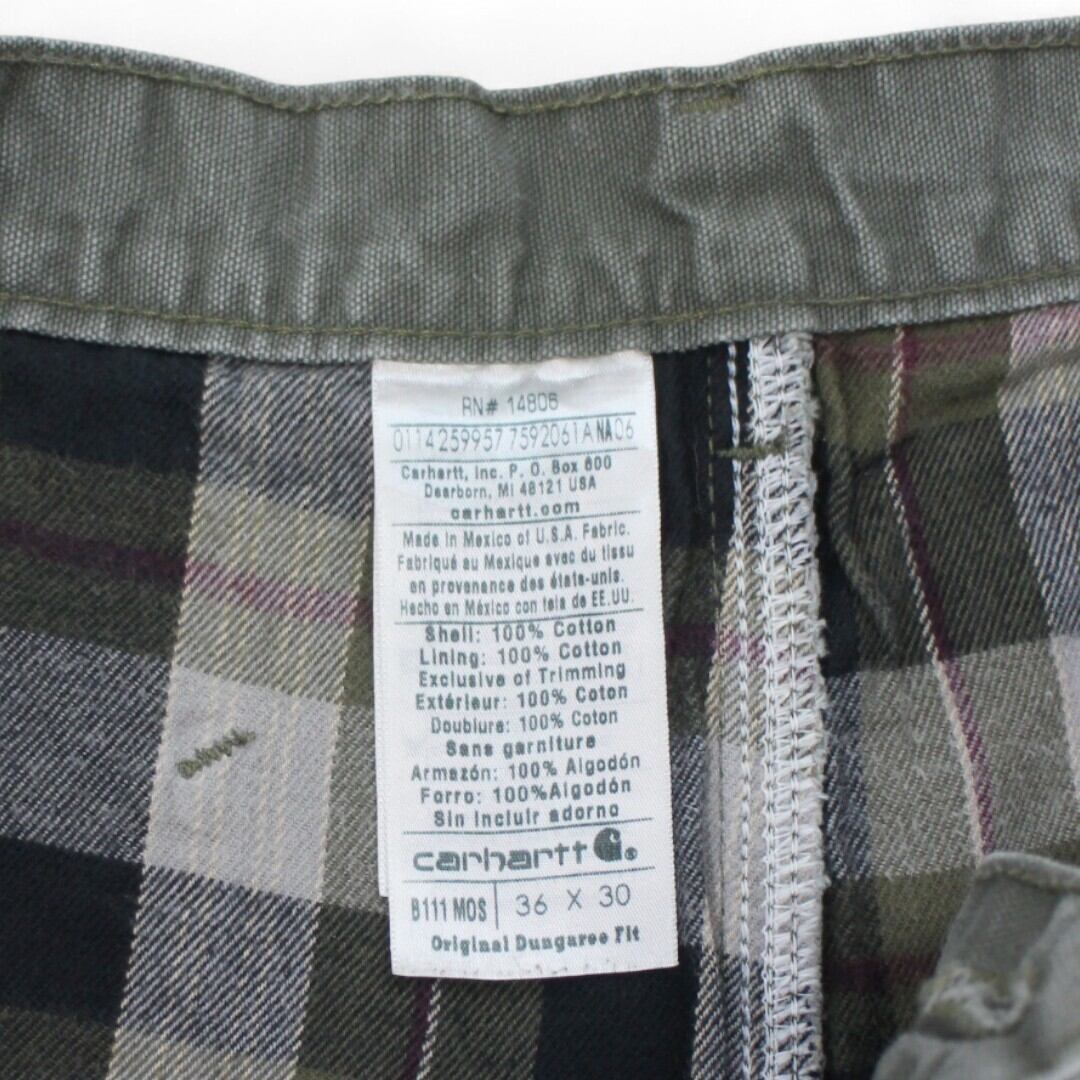 RN# 14806
0114259957 7592061A NA 06
Carhartt, Inc. P. O. Box 600
Dearborn, MI 48121 USA
carhartt.com
Made in Mexico of U.S.A. Fabric.
Fabriqué au Mexique avec du tissu
en provenance des états-unis.
Hecho en México con tela de EE.UU.
Shell: 100% Cotton
Lining: 100% Cotton
Exclusive of Trimming
Extérieur: 100% Coton
Doublure: 100% Coton
Sans garniture
Armazón: 100% Algodón
Forro: 100%Algodón
Sin incluir adorno
carhartt ®
B111 MOS 36 X 30
Original Dungaree Fit